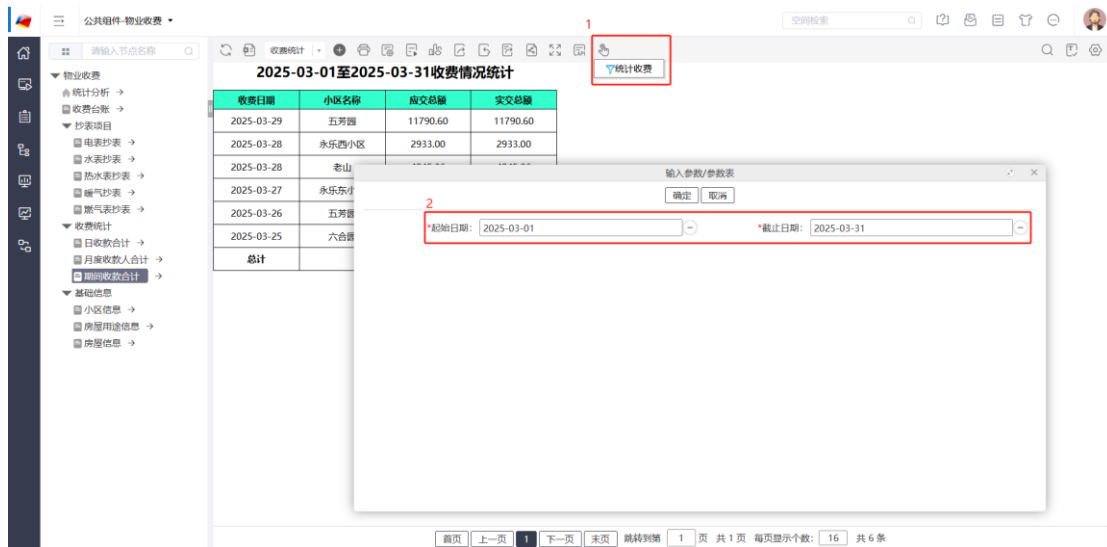 公共组件-物业收费
空间检索
1
请输入节点名称
收费统计
统计收费
物业收费
统计分析
收费台账
抄表项目
电表抄表
水表抄表
热水表抄表
暖气抄表
燃气表抄表
收费统计
日收款合计
月度收款人合计
期间收款合计
基础信息
小区信息
房屋用途信息
房屋信息
2025-03-01至2025-03-31收费情况统计
收费日期 小区名称 应交总额 实交总额
2025-03-29 五芳园 11790.60 11790.60
2025-03-28 永乐西小区 2933.00 2933.00
2025-03-28 老山
2025-03-27 永乐东小
2025-03-26 五芳园
2025-03-25 六合园
总计
输入参数/参数表
确定 取消
2
*起始日期: 2025-03-01 *截止日期: 2025-03-31
首页 上一页 1 下一页 末页 跳转到第 1 页 共1页 每页显示个数: 16 共6条